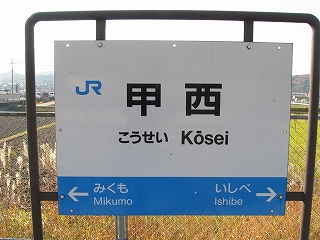 JR 甲西
こうせい Kōsei
← みくも いしべ →
Mikumo Ishibe